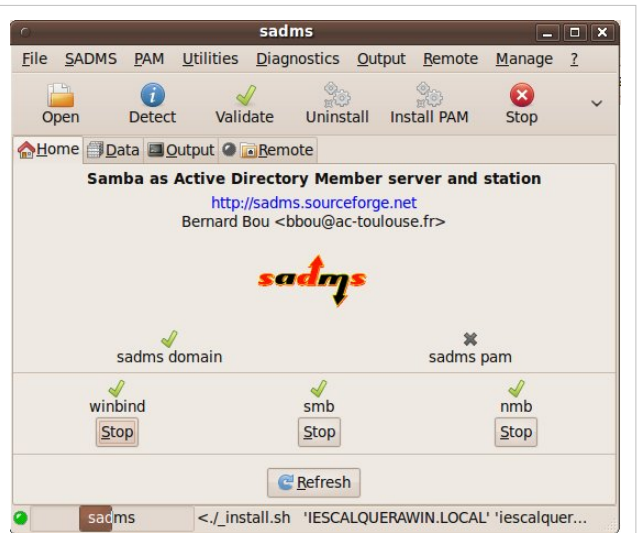 sadms
File SADMS PAM Utilities Diagnostics Output Remote Manage ?
Open Detect Validate Uninstall Install PAM Stop
Home Data Output Remote
Samba as Active Directory Member server and station
http://sadms.sourceforge.net
Bernard Bou <bbou@ac-toulouse.fr>
sadms
sadms domain sadms pam
winbind smb nmb
Stop Stop Stop
Refresh
sadms <./_install.sh 'IESCALQUERAWIN.LOCAL' 'iescalquer...